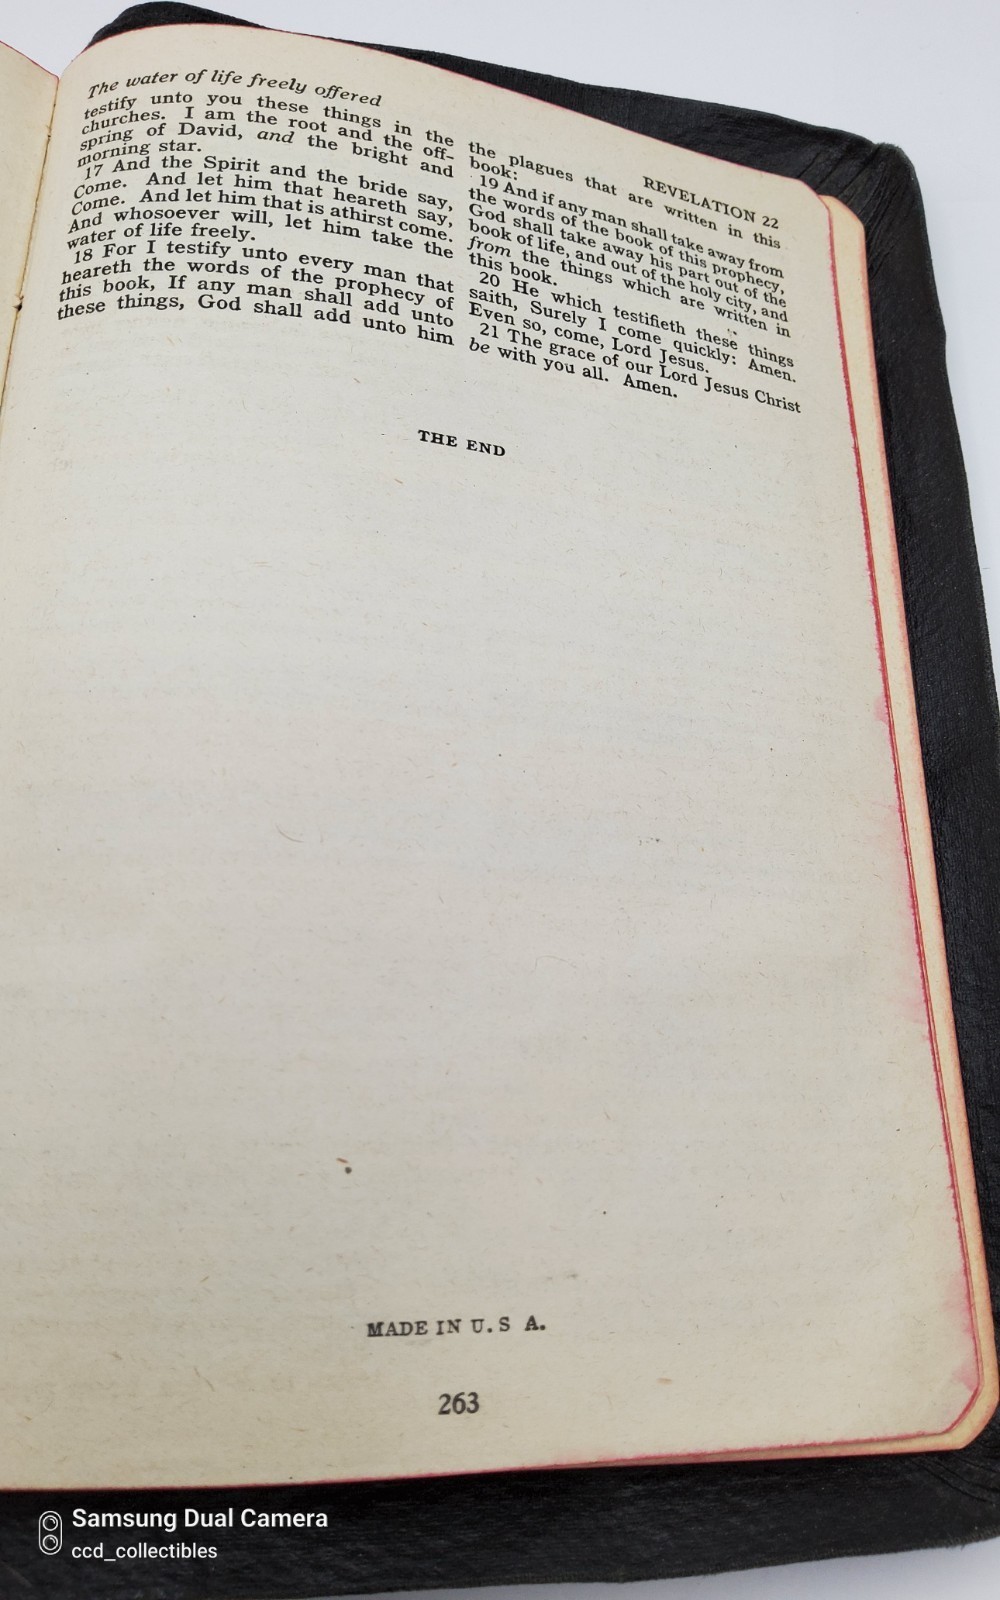 The water of life freely offered
REVELATION 22
testify unto you these things in the
churches. I am the root and the off-
spring of David, and the bright and
morning star.
17 And the Spirit and the bride say,
Come. And let him that heareth say,
Come. And let him that is athirst come.
And whosoever will, let him take the
water of life freely.
18 For I testify unto every man that
heareth the words of the prophecy of
this book, If any man shall add unto
these things, God shall add unto him
the plagues that are written in this
book:
19 And if any man shall take away from
the words of the book of this prophecy,
God shall take away his part out of the
book of life, and out of the holy city, and
from the things which are written in
this book.
20 He which testifieth these things
saith, Surely I come quickly: Amen.
Even so, come, Lord Jesus.
21 The grace of our Lord Jesus Christ
be with you all. Amen.
THE END
MADE IN U. S A.
263
Samsung Dual Camera
ccd_collectibles